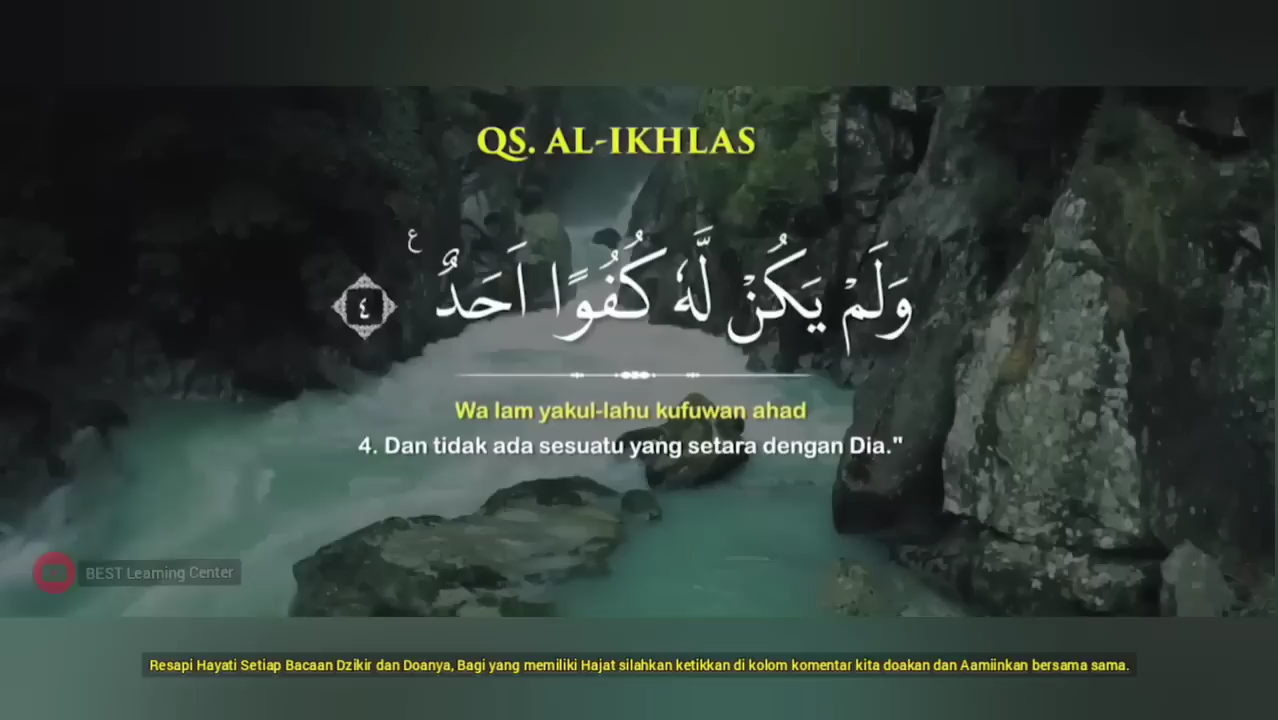 QS. AL-IKHLAS
وَلَمْ يَكُنْ لَّهٗ كُفُوًا اَحَدٌ ࣖ ٤
Wa lam yakul-lahu kufuwan ahad
4. Dan tidak ada sesuatu yang setara dengan Dia."
BEST Learning Center
Resapi Hayati Setiap Bacaan Dzikir dan Doanya, Bagi yang memiliki Hajat silahkan ketikkan di kolom komentar kita doakan dan Aamiinkan bersama sama.